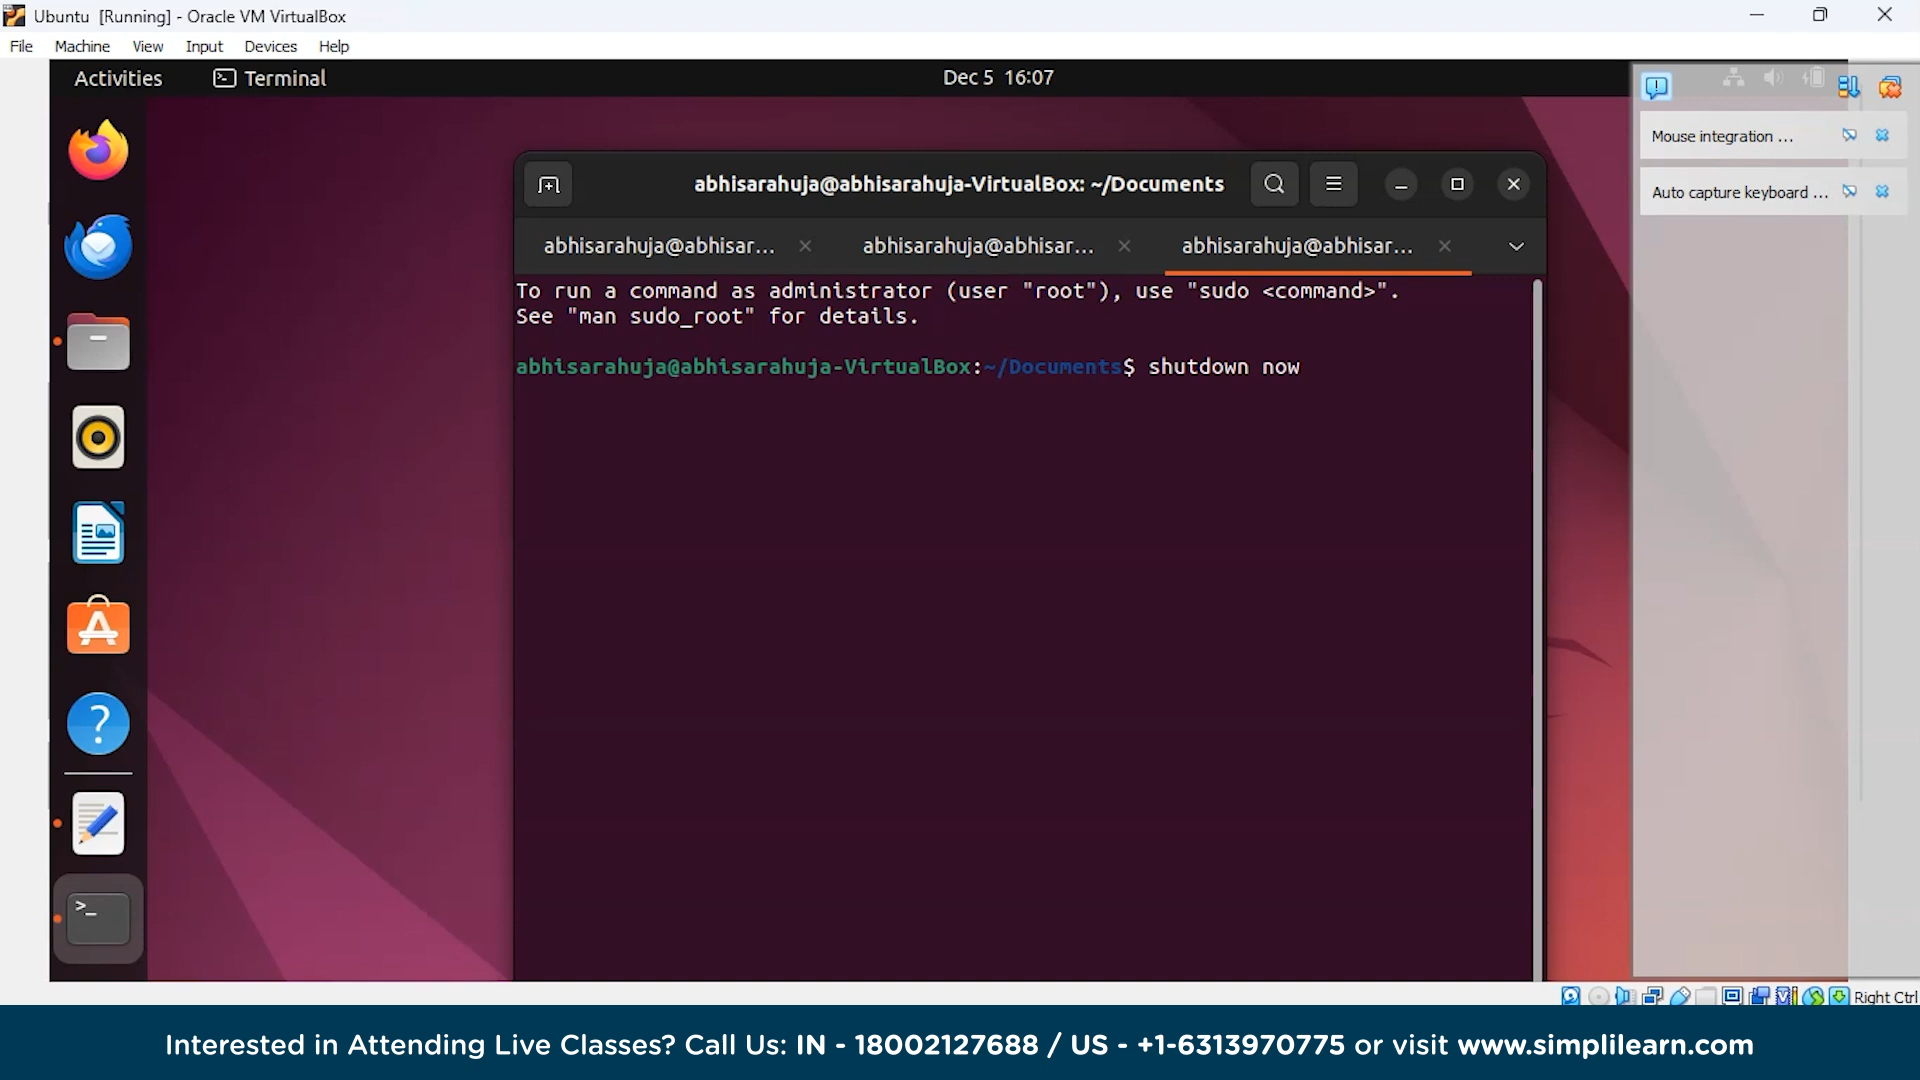 Ubuntu [Running] - Oracle VM VirtualBox
File Machine View Input Devices Help
Activities Terminal Dec 5 16:07
Mouse integration ...
Auto capture keyboard ...
abhisarahuja@abhisarahuja-VirtualBox: ~/Documents
abhisarahuja@abhisar... abhisarahuja@abhisar... abhisarahuja@abhisar...
To run a command as administrator (user "root"), use "sudo <command>".
See "man sudo_root" for details.
abhisarahuja@abhisarahuja-VirtualBox:~/Documents$ shutdown now
Right Ctrl
Interested in Attending Live Classes? Call Us: IN - 18002127688 / US - +1-6313970775 or visit www.simplilearn.com